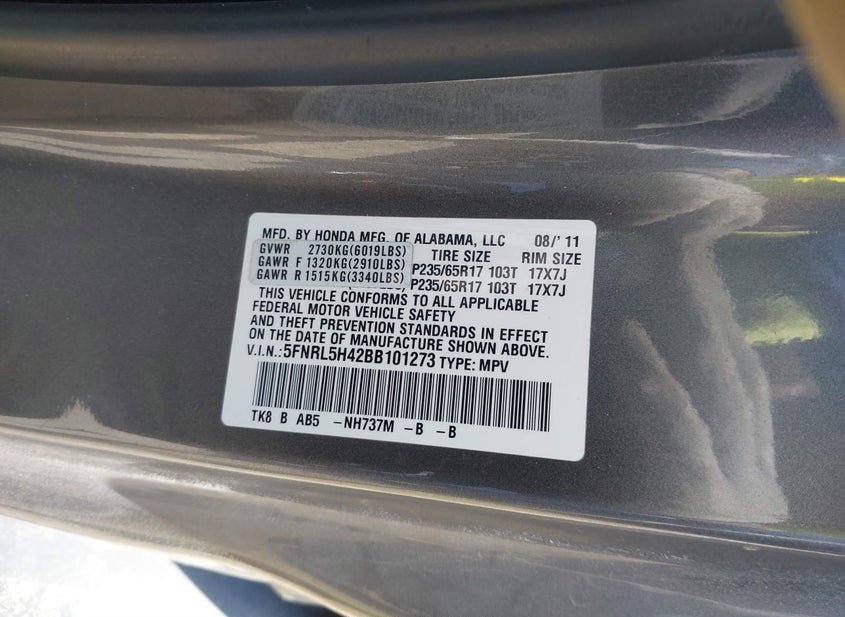 MFD. BY HONDA MFG. OF ALABAMA, LLC 08/' 11
GVWR 2730KG(6019LBS) TIRE SIZE RIM SIZE
GAWR F 1320KG(2910LBS) P235/65R17 103T 17X7J
GAWR R 1515KG(3340LBS) P235/65R17 103T 17X7J
THIS VEHICLE CONFORMS TO ALL APPLICABLE
FEDERAL MOTOR VEHICLE SAFETY
AND THEFT PREVENTION STANDARDS IN EFFECT
ON THE DATE OF MANUFACTURE SHOWN ABOVE.
V.I.N.:5FNRL5H42BB101273 TYPE: MPV
TK8 B AB5 -NH737M -B -B